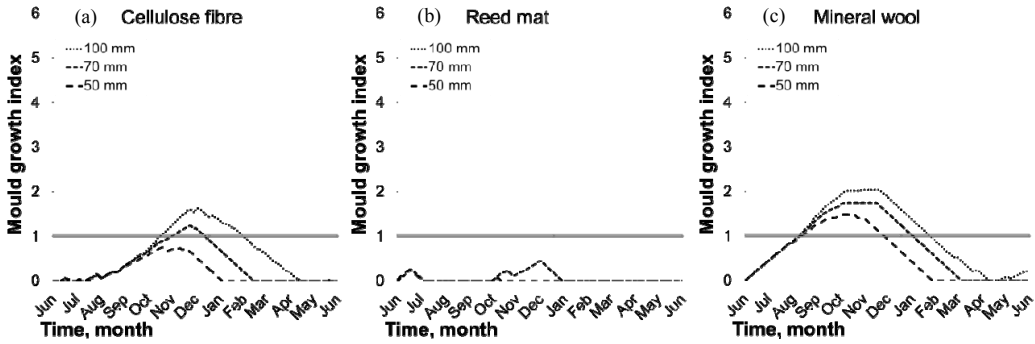 (a) Cellulose fibre
6
5
4
3
2
1
0
Mould growth index
100 mm
70 mm
50 mm
Jun Jul Aug Sep Oct Nov Dec Jan Feb Mar Apr May Jun
Time, month
(b) Reed mat
6
5
4
3
2
1
0
Mould growth index
100 mm
70 mm
50 mm
Jun Jul Aug Sep Oct Nov Dec Jan Feb Mar Apr May Jun
Time, month
(c) Mineral wool
6
5
4
3
2
1
0
Mould growth index
100 mm
70 mm
50 mm
Jun Jul Aug Sep Oct Nov Dec Jan Feb Mar Apr May Jun
Time, month